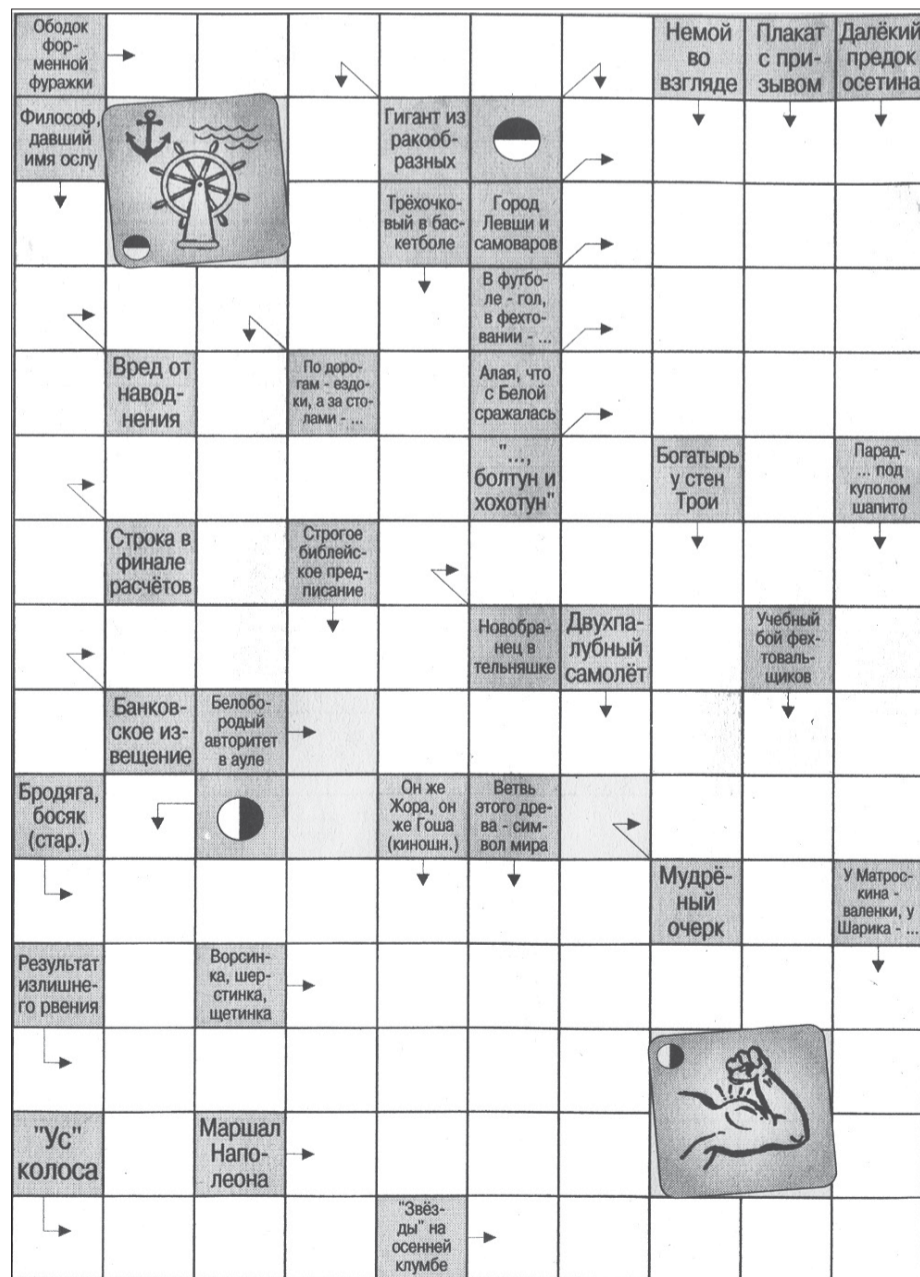 Ободок
фор-
менной
фуражки
Немой
во
взгляде
Плакат
с при-
зывом
Далёкий
предок
осетина
Философ,
давший
имя ослу
Гигант из
ракооб-
разных
Трёхочко-
вый в бас-
кетболе
Город
Левши и
самоваров
В футбо-
ле - гол,
в фехто-
вании - ...
Вред от
навод-
нения
По доро-
гам - ездо-
ки, а за сто-
лами - ...
Алая, что
с Белой
сражалась
"...,
болтун и
хохотун"
Богатырь
у стен
Трои
Парад-
... под
куполом
шапито
Строка в
финале
расчётов
Строгое
библейс-
кое пред-
писание
Новобра-
нец в
тельняшке
Двухпа-
лубный
самолёт
Учебный
бой фех-
товаль-
щиков
Банков-
ское из-
вещение
Белобо-
родый
авторитет
в ауле
Бродяга,
босяк
(стар.)
Он же
Жора, он
же Гоша
(киношн.)
Ветвь
этого дре-
ва - сим-
вол мира
Мудрё-
ный
очерк
У Матрос-
кина -
валенки, у
Шарика - ...
Результат
излишне-
го рвения
Ворсин-
ка, шер-
стинка,
щетинка
"Ус"
колоса
Маршал
Напо-
леона
"Звёз-
ды" на
осенней
клумбе